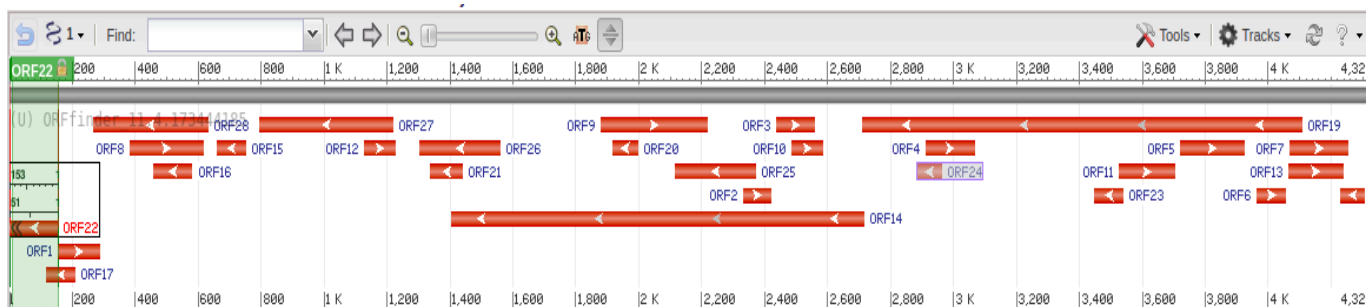 1 Find: ATG Tools Tracks ?
ORF22 200 400 600 800 1 K 1,200 1,400 1,600 1,800 2 K 2,200 2,400 2,600 2,800 3 K 3,200 3,400 3,600 3,800 4 K 4,320
(U) ORFfinder_11.4.173444185 ORF28 ORF27 ORF9 ORF3 ORF19
ORF8 ORF15 ORF12 ORF26 ORF20 ORF10 ORF4 ORF5 ORF7
153 ORF16 ORF21 ORF25 ORF24 ORF11 ORF13
51 ORF2 ORF23 ORF6
ORF22 ORF14
ORF1
ORF17
200 400 600 800 1 K 1,200 1,400 1,600 1,800 2 K 2,200 2,400 2,600 2,800 3 K 3,200 3,400 3,600 3,800 4 K